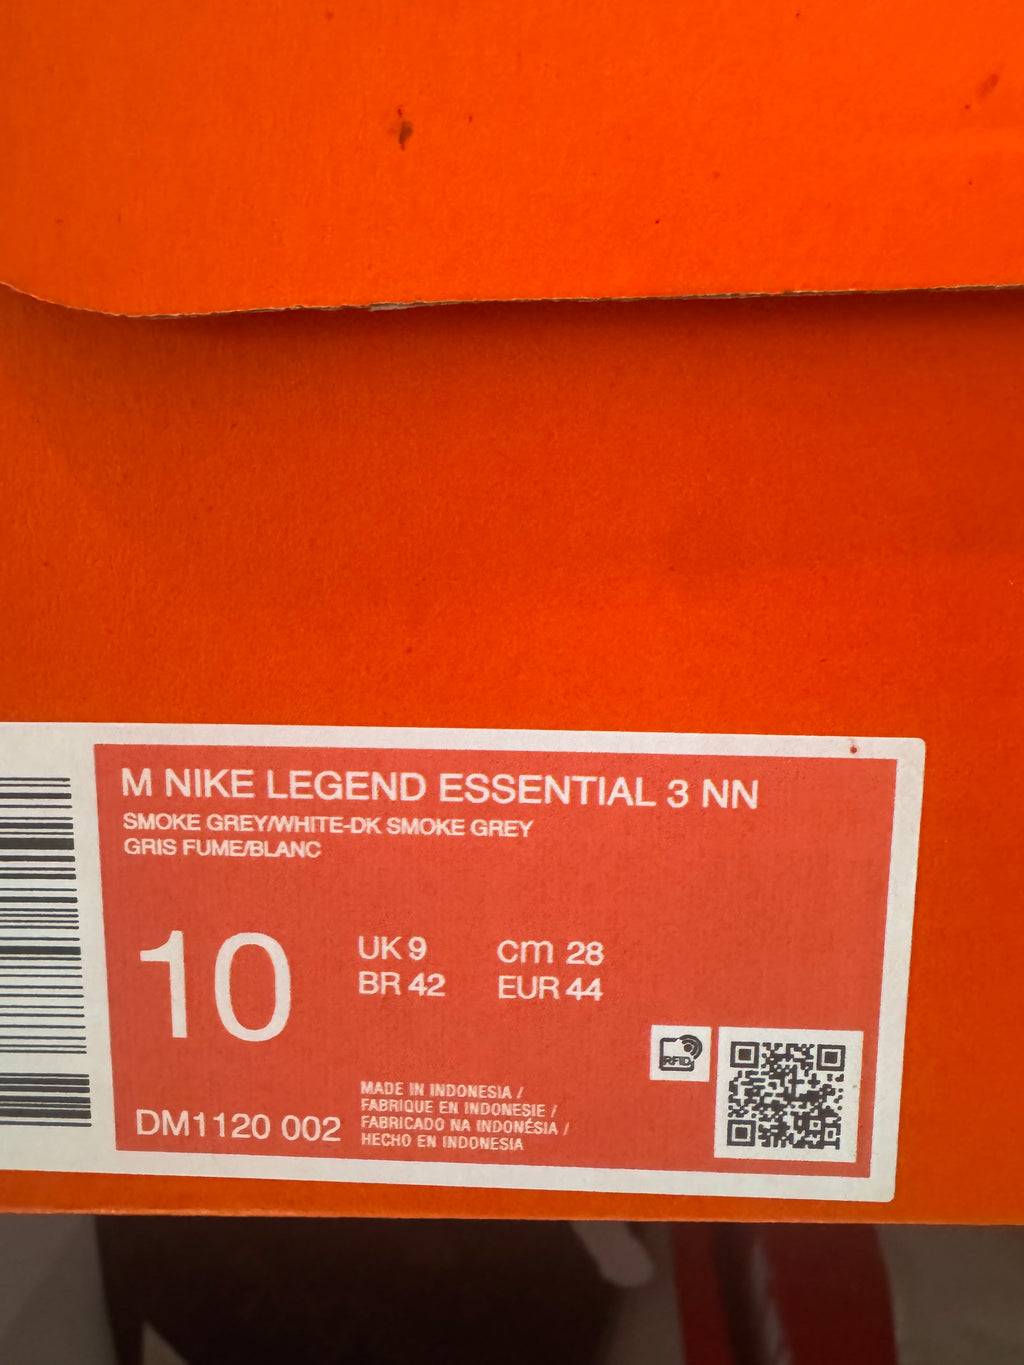 M NIKE LEGEND ESSENTIAL 3 NN
SMOKE GREY/WHITE-DK SMOKE GREY
GRIS FUME/BLANC
10
UK 9
cm 28
BR 42
EUR 44
RFID
DM1120 002
MADE IN INDONESIA /
FABRIQUE EN INDONESIE /
FABRICADO NA INDONÉSIA /
HECHO EN INDONESIA